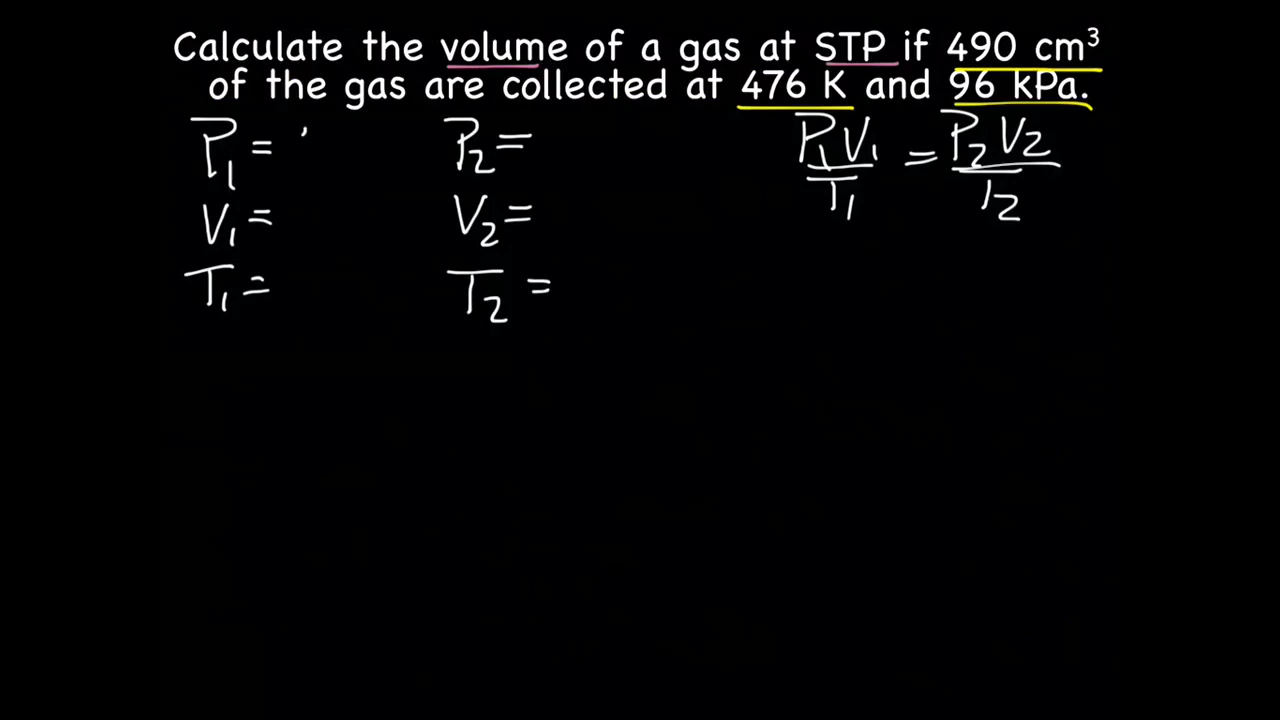 Calculate the volume of a gas at STP if 490 cm³
of the gas are collected at 476 K and 96 kPa.
P₁ = P₂ = P₁V₁/T₁ = P₂V₂/T₂
V₁ = V₂ =
T₁ = T₂ =